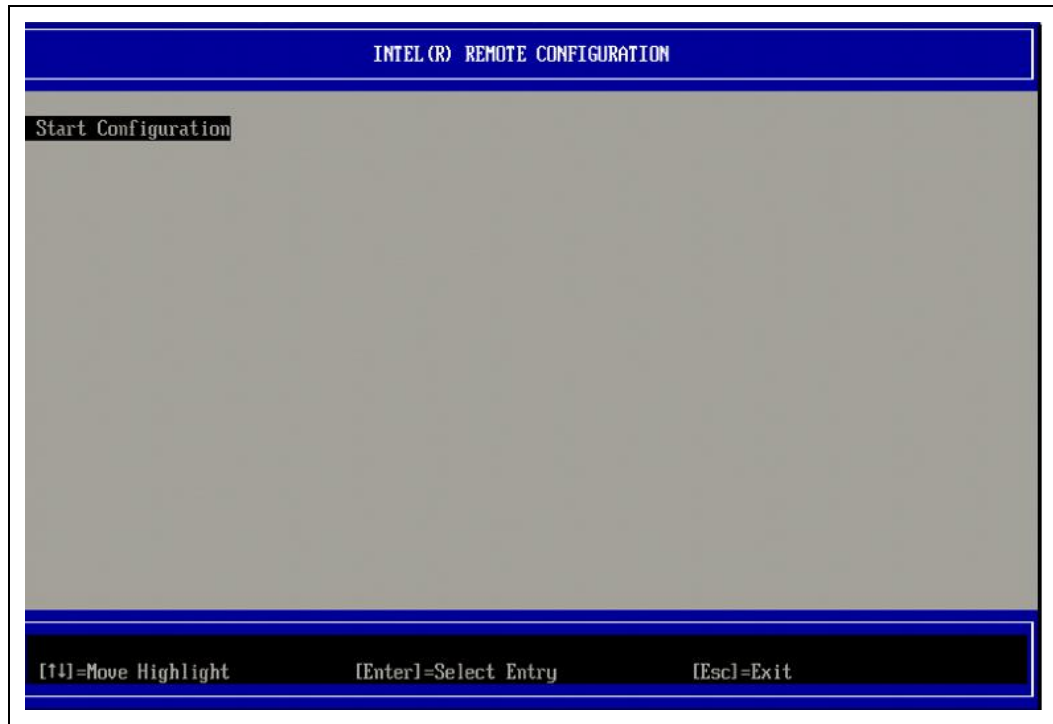 INTEL(R) REMOTE CONFIGURATION
Start Configuration
[↑↓]=Move Highlight [Enter]=Select Entry [Esc]=Exit